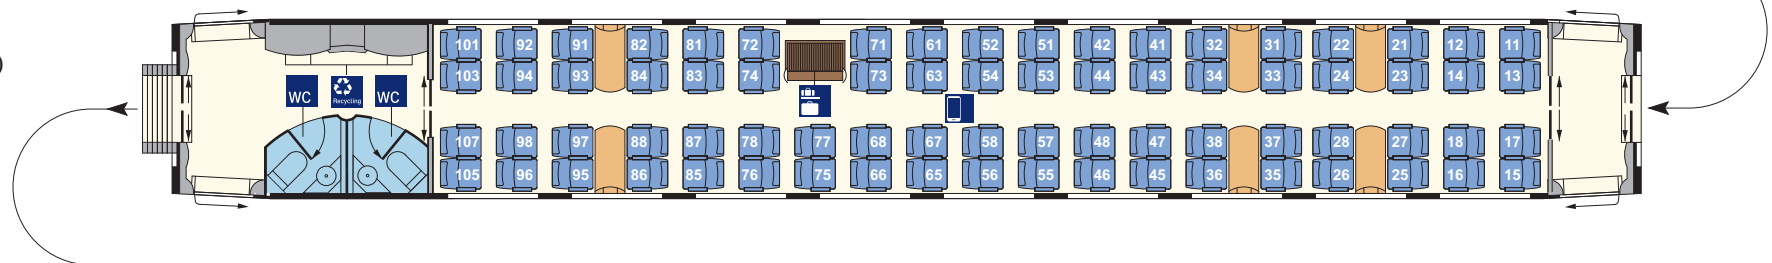 101 92 91 82 81 72 71 61 52 51 42 41 32 31 22 21 12 11
103 94 93 84 83 74 73 63 54 53 44 43 34 33 24 23 14 13
WC Recycling WC
107 98 97 88 87 78 77 68 67 58 57 48 47 38 37 28 27 18 17
105 96 95 86 85 76 75 66 65 56 55 46 45 36 35 26 25 16 15